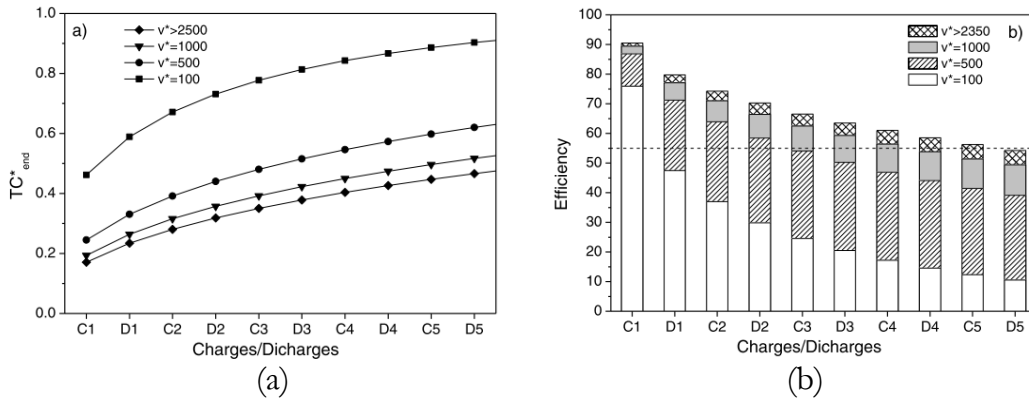 a)
v*>2500
v*=1000
v*=500
v*=100
1.0
0.8
0.6
0.4
0.2
0.0
TC*end
C1 D1 C2 D2 C3 D3 C4 D4 C5 D5
Charges/Dicharges
(a)
b)
v*>2350
v*=1000
v*=500
v*=100
100
90
80
70
60
50
40
30
20
10
0
Efficiency
C1 D1 C2 D2 C3 D3 C4 D4 C5 D5
Charges/Dicharges
(b)